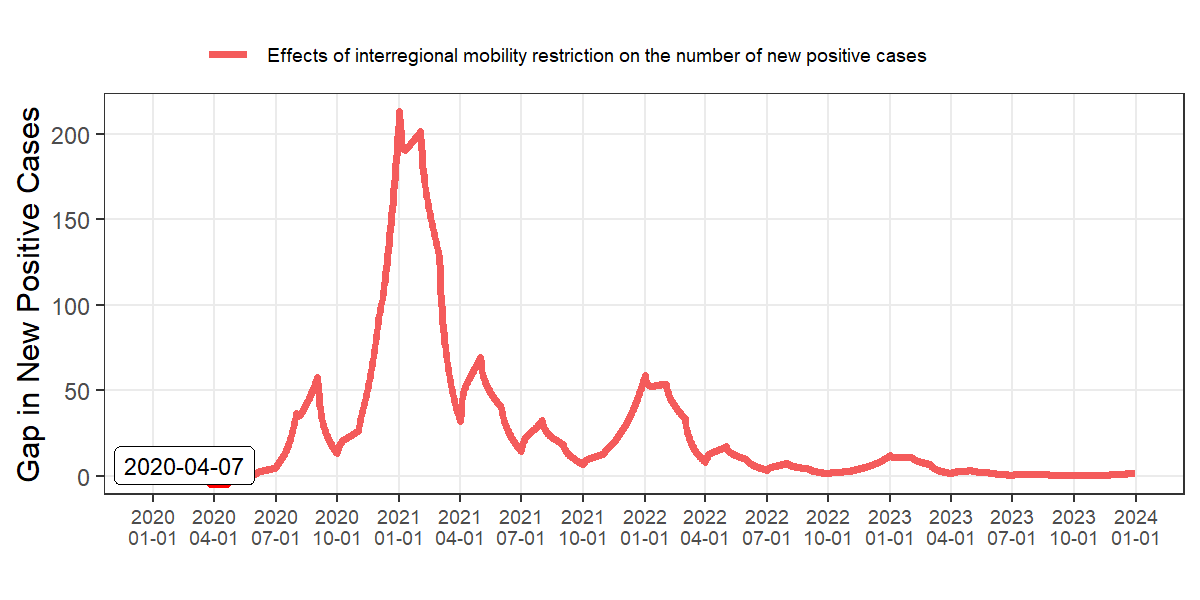 Effects of interregional mobility restriction on the number of new positive cases
Gap in New Positive Cases
200
150
100
50
0
2020-04-07
2020 2020 2020 2020 2021 2021 2021 2021 2022 2022 2022 2022 2023 2023 2023 2023 2024
01-01 04-01 07-01 10-01 01-01 04-01 07-01 10-01 01-01 04-01 07-01 10-01 01-01 04-01 07-01 10-01 01-01